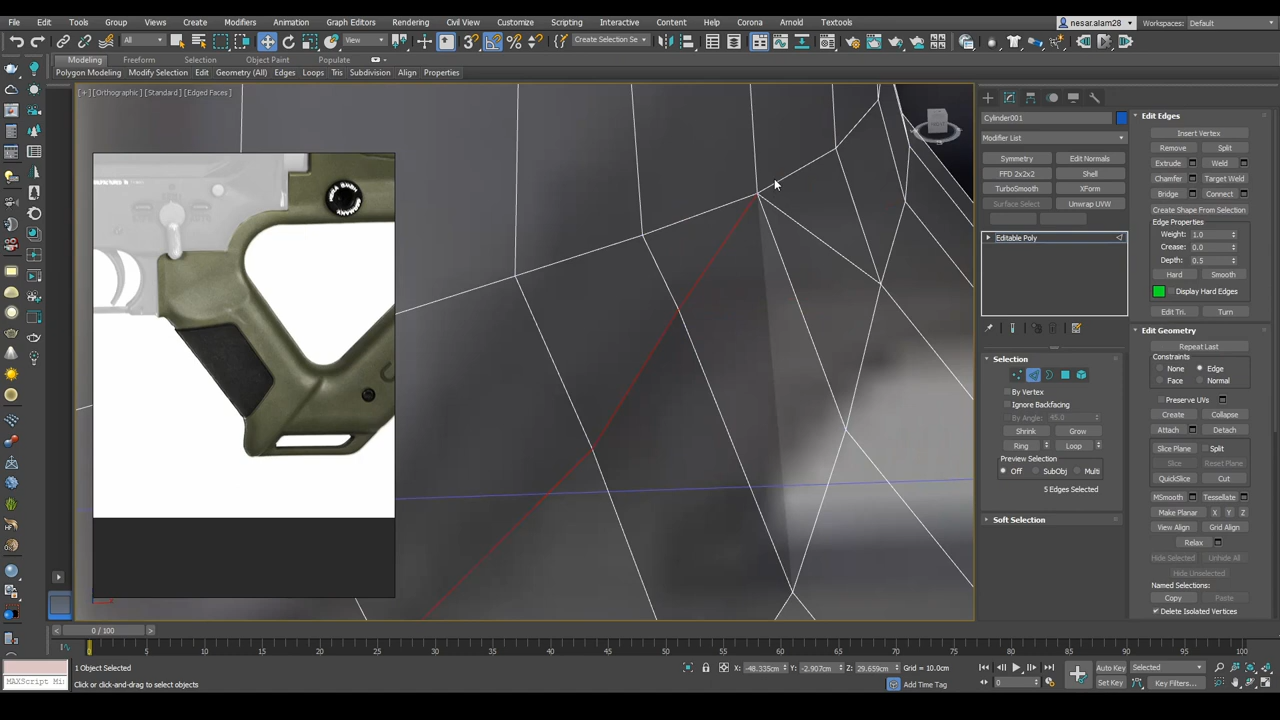 File Edit Tools Group Views Create Modifiers Animation Graph Editors Rendering Civil View Customize Scripting Interactive Content Help Corona Arnold Textools nesar.alam28 Workspaces: Default
All View Create Selection Se
Modeling Freeform Selection Object Paint Populate
Polygon Modeling Modify Selection Edit Geometry (All) Edges Loops Tris Subdivision Align Properties
[+] [Orthographic] [Standard] [Edged Faces]
Cylinder001
Modifier List
Symmetry Edit Normals
FFD 2x2x2 Shell
TurboSmooth XForm
Surface Select Unwrap UVW
Editable Poly
Selection
By Vertex
Ignore Backfacing
By Angle: 45.0
Shrink Grow
Ring Loop
Preview Selection
Off SubObj Multi
5 Edges Selected
Soft Selection
Edit Edges
Insert Vertex
Remove Split
Extrude Weld
Chamfer Target Weld
Bridge Connect
Create Shape From Selection
Edge Properties
Weight: 1.0
Crease: 0.0
Depth: 0.5
Hard Smooth
Display Hard Edges
Edit Tri. Turn
Edit Geometry
Repeat Last
Constraints
None Edge
Face Normal
Preserve UVs
Create Collapse
Attach Detach
Slice Plane Split
Slice Reset Plane
QuickSlice Cut
MSmooth Tessellate
Make Planar X Y Z
View Align Grid Align
Relax
Hide Selected Unhide All
Hide Unselected
Named Selections:
Copy Paste
Delete Isolated Vertices
0 / 100
0 5 10 15 20 25 30 35 40 45 50 55 60 65 70 75 80 85 90 95 100
1 Object Selected X: -48.335cm Y: -2.907cm Z: 29.659cm Grid = 10.0cm Auto Key Selected
MAXScript Mi Click or click-and-drag to select objects Add Time Tag 0 Set Key Key Filters...